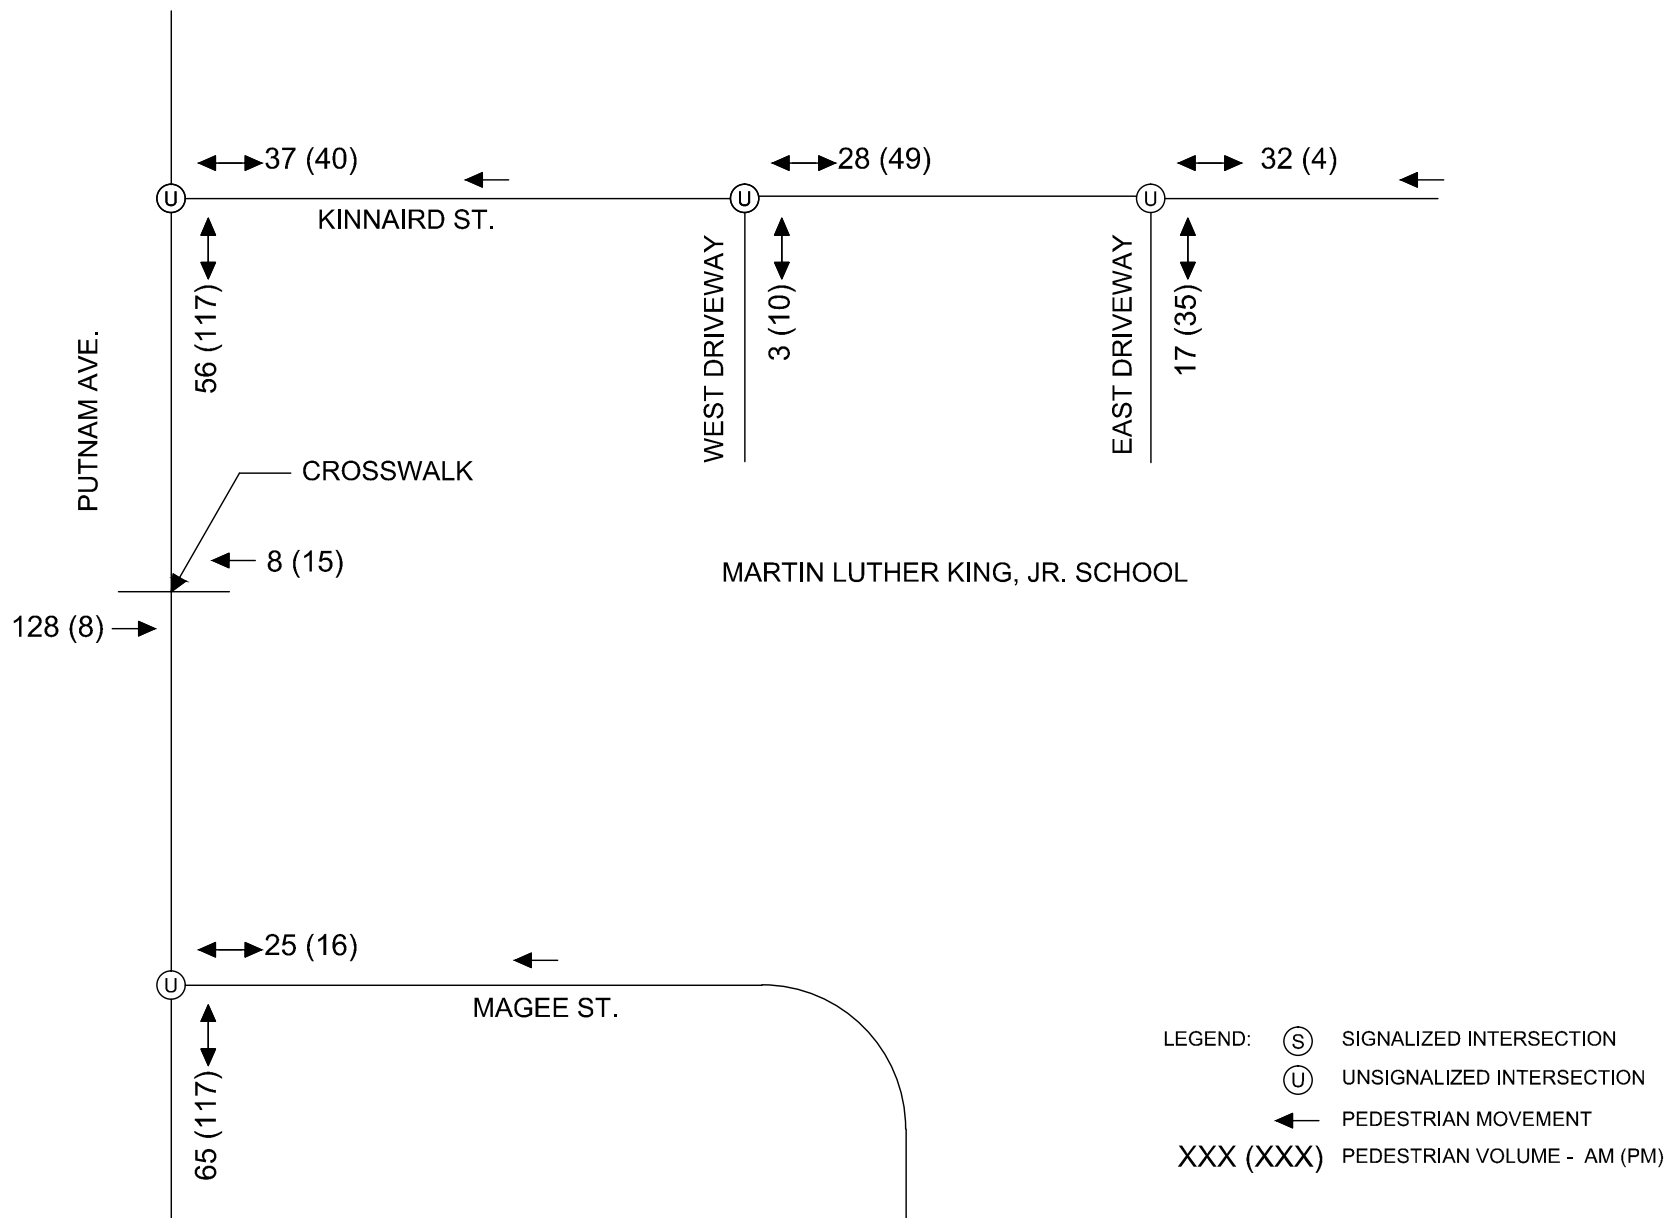 37 (40)
28 (49)
32 (4)
U
U
U
KINNAIRD ST.
56 (117)
3 (10)
17 (35)
WEST DRIVEWAY
EAST DRIVEWAY
PUTNAM AVE.
CROSSWALK
8 (15)
MARTIN LUTHER KING, JR. SCHOOL
128 (8)
25 (16)
U
MAGEE ST.
65 (117)
LEGEND: S SIGNALIZED INTERSECTION
U UNSIGNALIZED INTERSECTION
PEDESTRIAN MOVEMENT
XXX (XXX) PEDESTRIAN VOLUME - AM (PM)